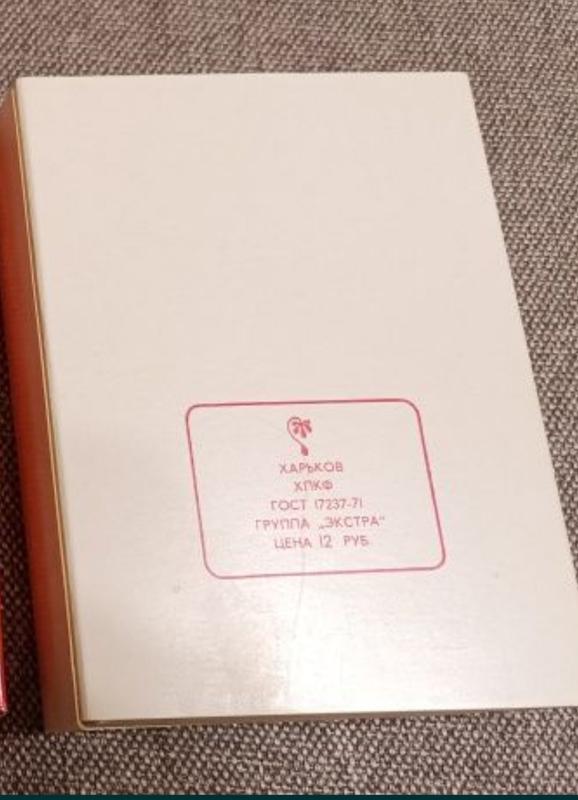 ХАРЬКОВ
ХПКФ
ГОСТ 17237-71
ГРУППА „ЭКСТРА"
ЦЕНА 12 РУБ.